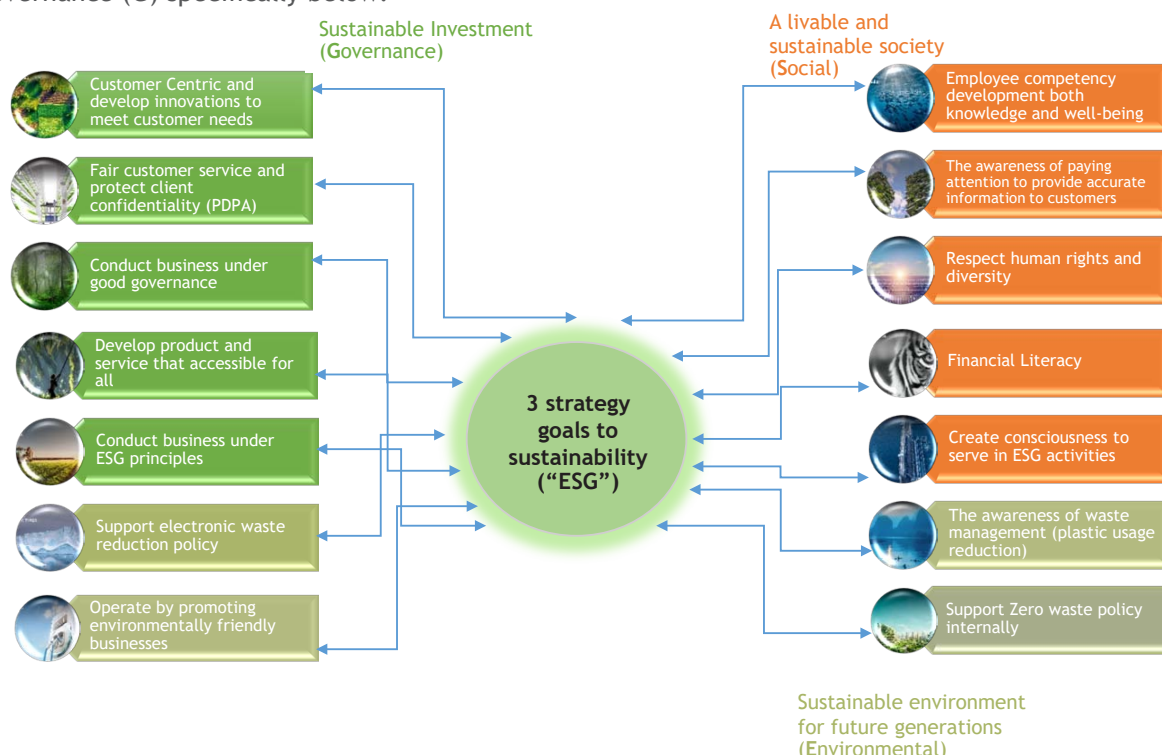 Sustainable Investment
(Governance)
A livable and
sustainable society
(Social)
Customer Centric and
develop innovations to
meet customer needs
Fair customer service and
protect client
confidentiality (PDPA)
Conduct business under
good governance
Develop product and
service that accessible for
all
Conduct business under
ESG principles
Support electronic waste
reduction policy
Operate by promoting
environmentally friendly
businesses
3 strategy
goals to
sustainability
(“ESG”)
Employee competency
development both
knowledge and well-being
The awareness of paying
attention to provide accurate
information to customers
Respect human rights and
diversity
Financial Literacy
Create consciousness to
serve in ESG activities
The awareness of waste
management (plastic usage
reduction)
Support Zero waste policy
internally
Sustainable environment
for future generations
(Environmental)